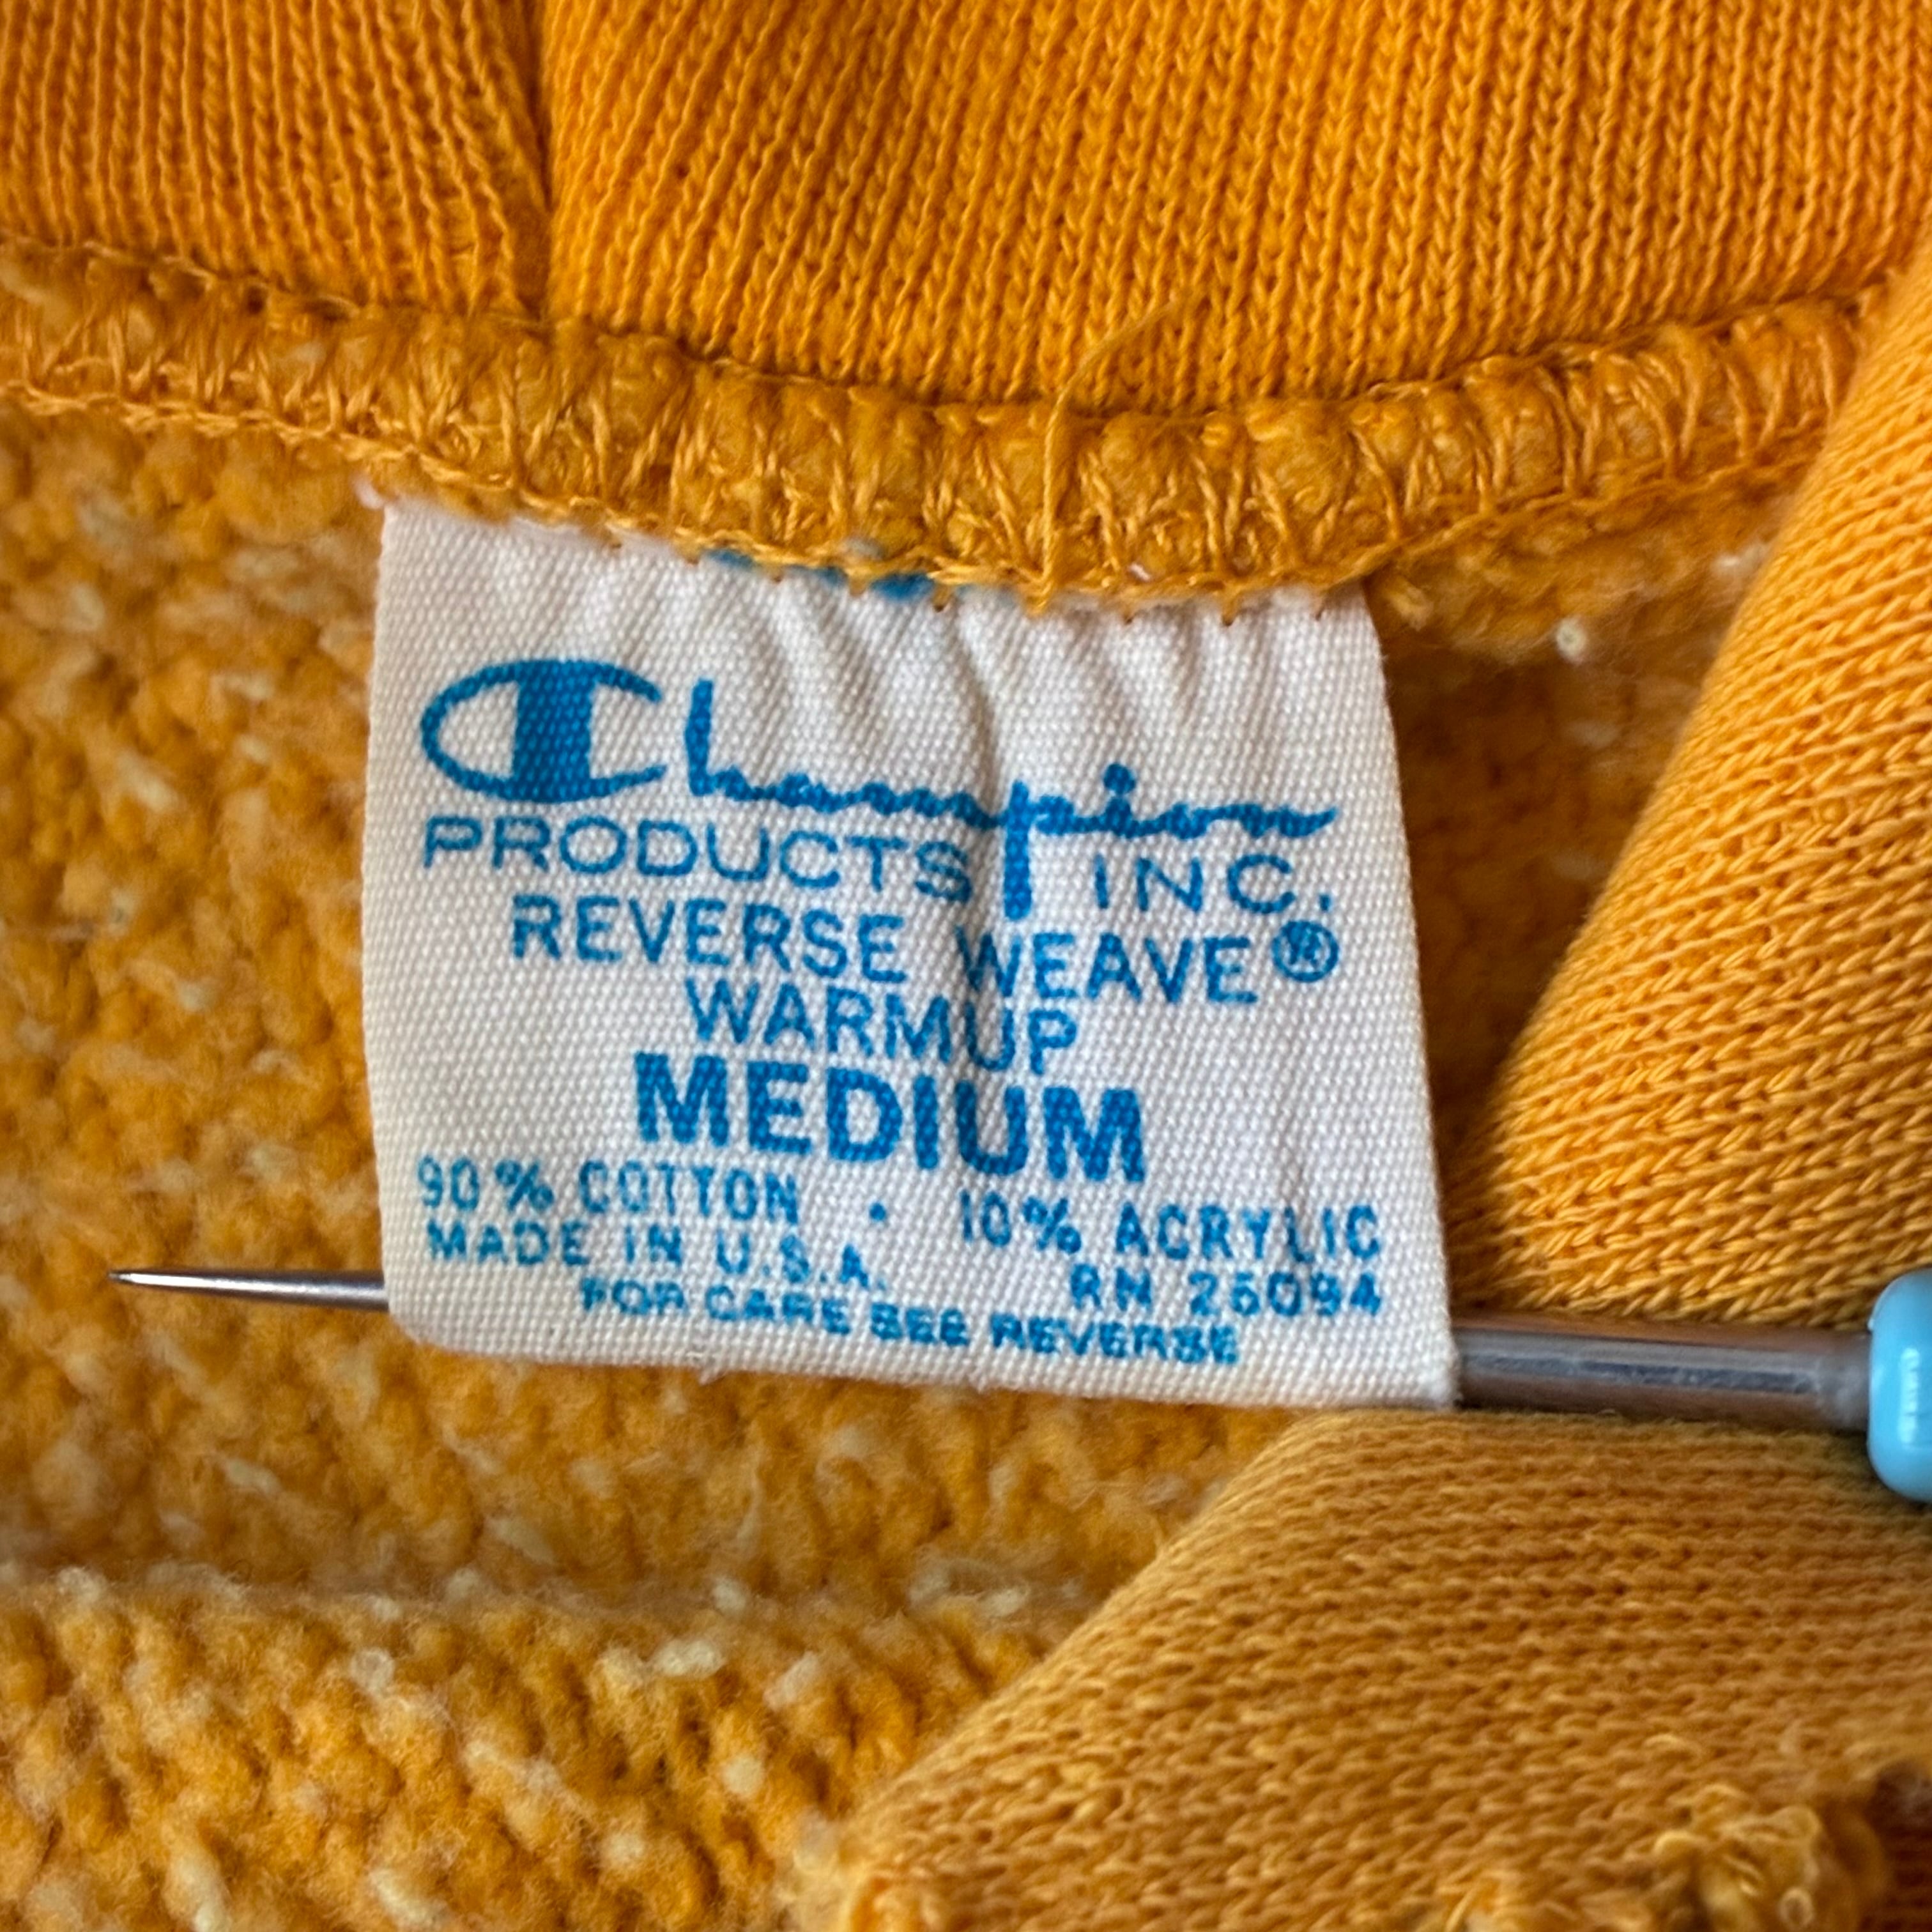 Champion
PRODUCTS INC.
REVERSE WEAVE®
WARMUP
MEDIUM
90% COTTON • 10% ACRYLIC
MADE IN U.S.A. RN 26094
FOR CARE SEE REVERSE